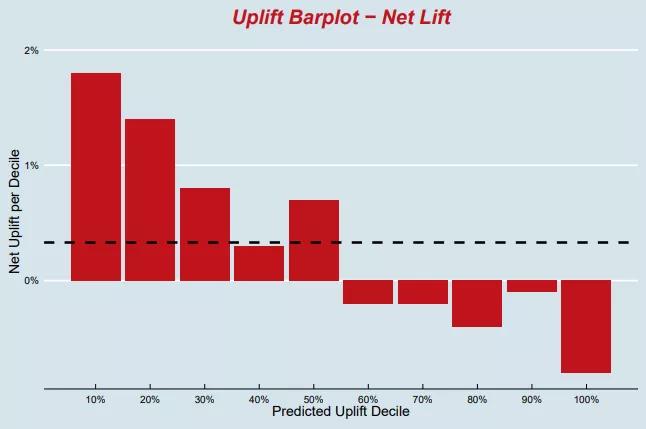 Uplift Barplot − Net Lift
Net Uplift per Decile
2%
1%
0%
10% 20% 30% 40% 50% 60% 70% 80% 90% 100%
Predicted Uplift Decile